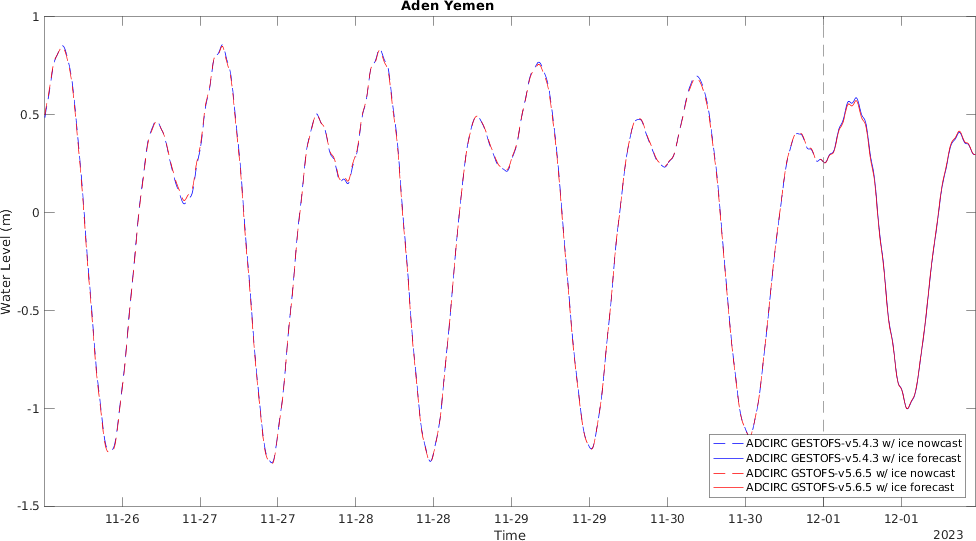 Aden Yemen
1
0.5
0
-0.5
-1
-1.5
Water Level (m)
ADCIRC GESTOFS-v5.4.3 w/ ice nowcast
ADCIRC GESTOFS-v5.4.3 w/ ice forecast
ADCIRC GSTOFS-v5.6.5 w/ ice nowcast
ADCIRC GSTOFS-v5.6.5 w/ ice forecast
11-26 11-27 11-27 11-28 11-28 11-29 11-29 11-30 11-30 12-01 12-01
Time
2023